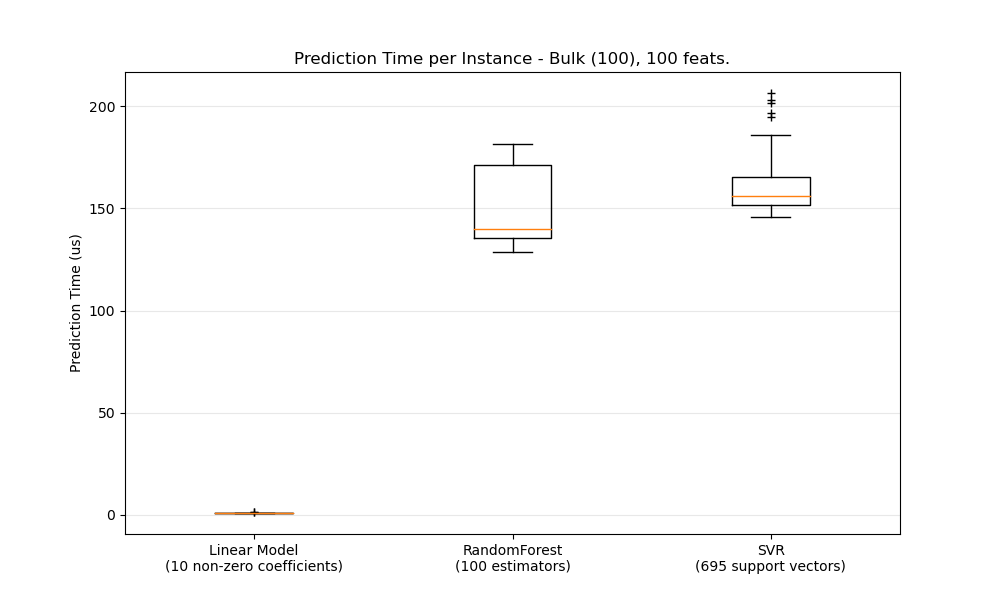 Prediction Time per Instance - Bulk (100), 100 feats.
Prediction Time (us)
200
150
100
50
0
Linear Model
(10 non-zero coefficients)
RandomForest
(100 estimators)
SVR
(695 support vectors)